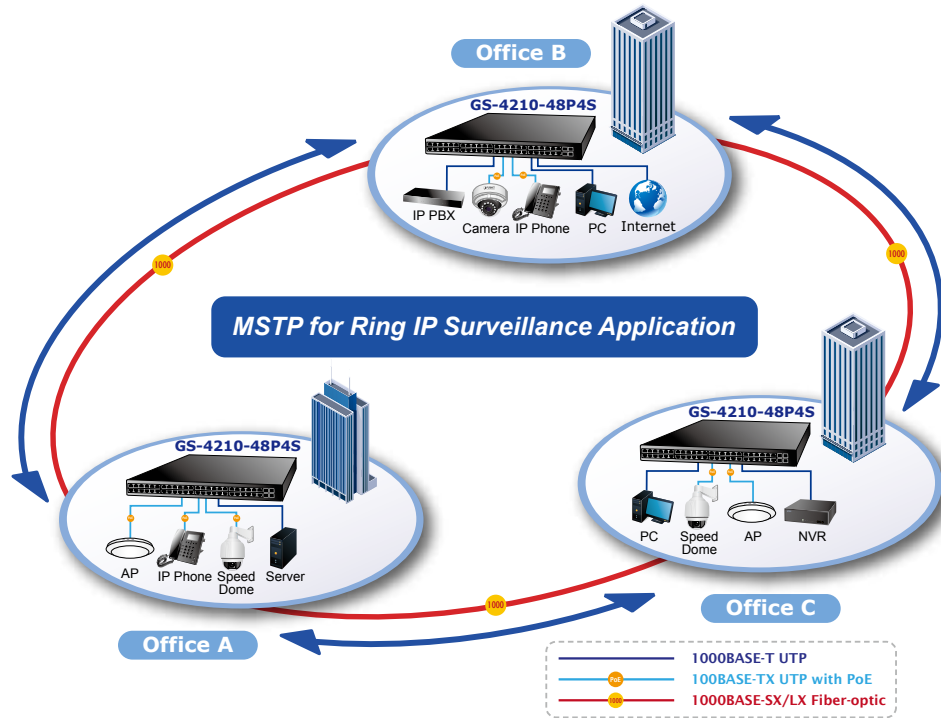 Office B
GS-4210-48P4S
IP PBX
Camera
IP Phone
PC
Internet
1000
1000
MSTP for Ring IP Surveillance Application
GS-4210-48P4S
AP
IP Phone
Speed
Dome
Server
Office A
GS-4210-48P4S
PC
Speed
Dome
AP
NVR
Office C
1000
1000BASE-T UTP
PoE
100BASE-TX UTP with PoE
1000
1000BASE-SX/LX Fiber-optic